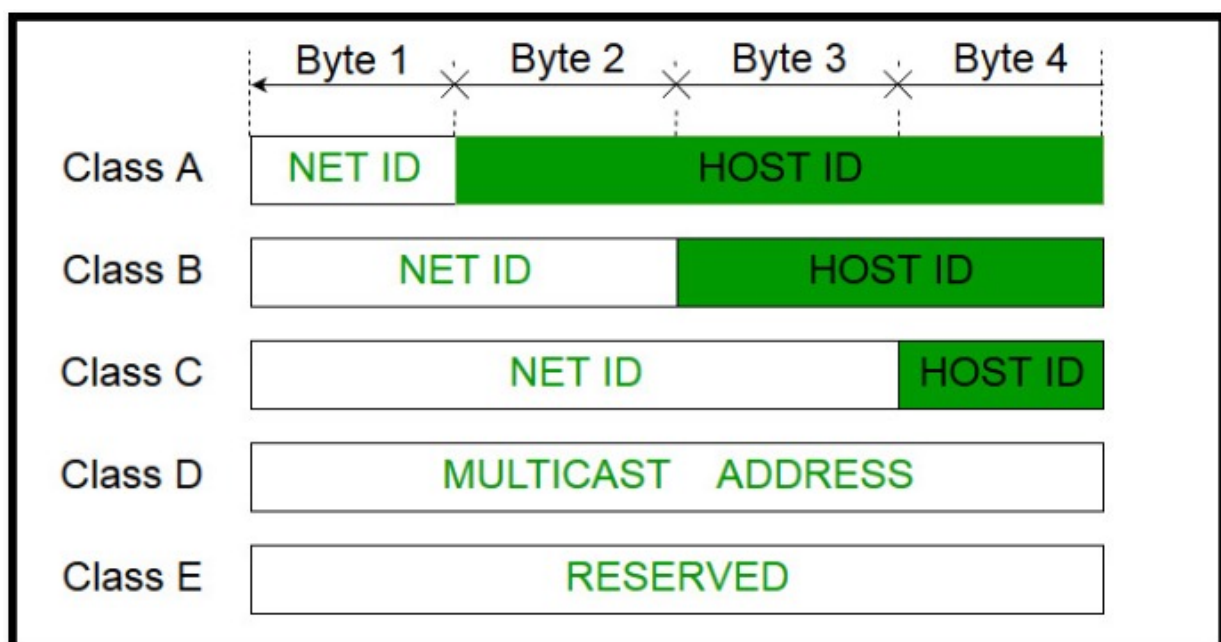 Byte 1 Byte 2 Byte 3 Byte 4
Class A NET ID HOST ID
Class B NET ID HOST ID
Class C NET ID HOST ID
Class D MULTICAST ADDRESS
Class E RESERVED